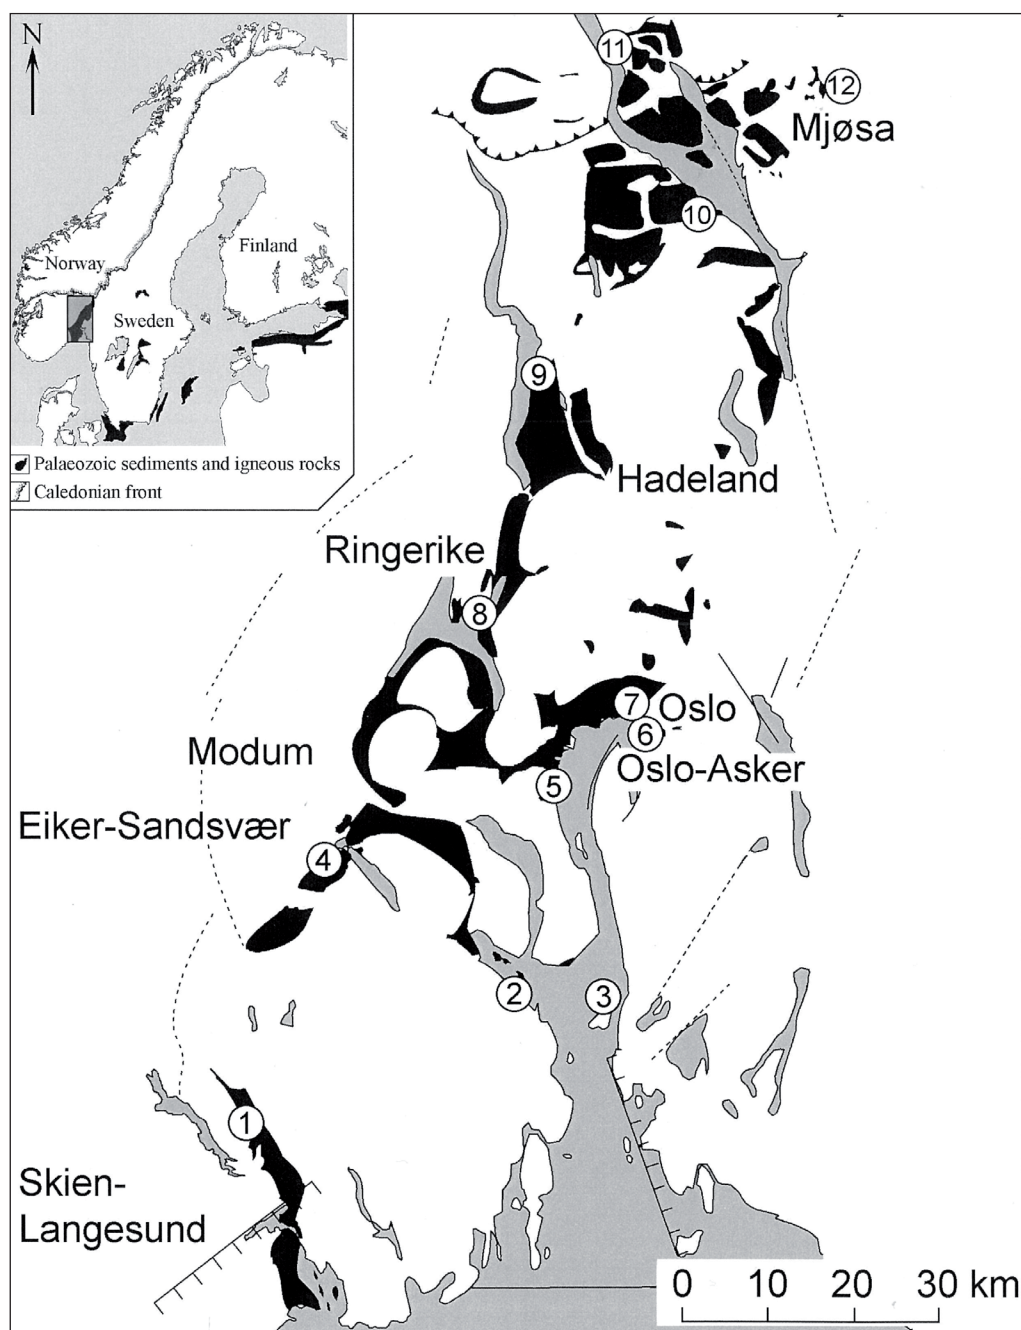 N
Norway
Finland
Sweden
Palaeozoic sediments and igneous rocks
Caledonian front
11
12
Mjøsa
10
9
Hadeland
Ringerike
8
7
Oslo
6
Modum
Oslo-Asker
5
Eiker-Sandsvær
4
2
3
1
Skien-
Langesund
0 10 20 30 km